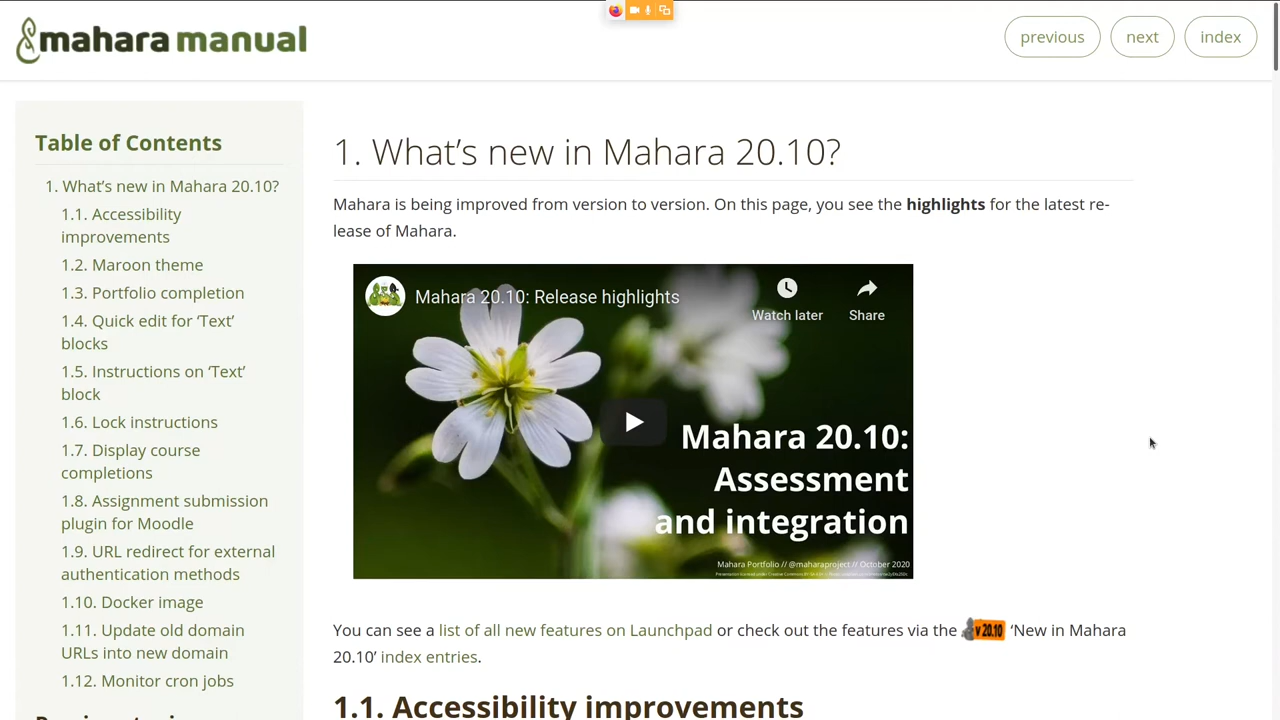 mahara manual
previous
next
index
Table of Contents
1. What’s new in Mahara 20.10?
1.1. Accessibility
improvements
1.2. Maroon theme
1.3. Portfolio completion
1.4. Quick edit for ‘Text’
blocks
1.5. Instructions on ‘Text’
block
1.6. Lock instructions
1.7. Display course
completions
1.8. Assignment submission
plugin for Moodle
1.9. URL redirect for external
authentication methods
1.10. Docker image
1.11. Update old domain
URLs into new domain
1.12. Monitor cron jobs
1. What’s new in Mahara 20.10?
Mahara is being improved from version to version. On this page, you see the highlights for the latest re-
lease of Mahara.
Mahara 20.10: Release highlights
Watch later
Share
Mahara 20.10:
Assessment
and integration
Mahara Portfolio // @maharaproject // October 2020
You can see a list of all new features on Launchpad or check out the features via the v 20.10 ‘New in Mahara
20.10’ index entries.
1.1. Accessibility improvements